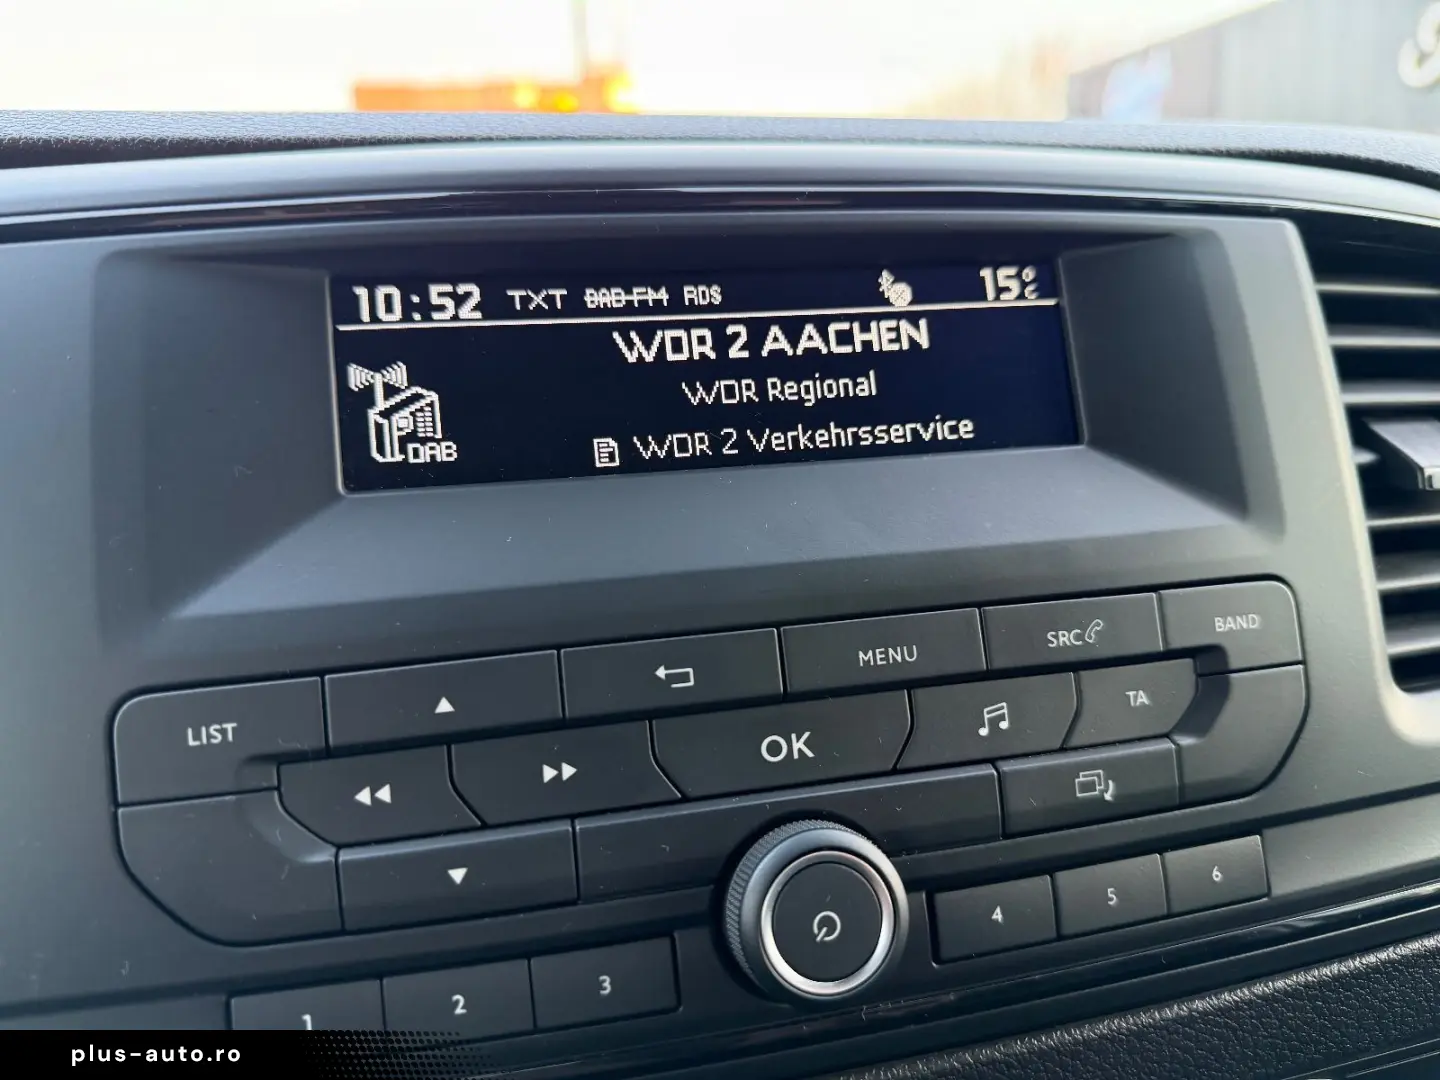 10:52 TXT DAB-FM RDS 15°C
WDR 2 AACHEN
WDR Regional
DAB
WDR 2 Verkehrsservice
LIST
MENU
SRC
BAND
OK
TA
1
2
3
4
5
6
plus-auto.ro